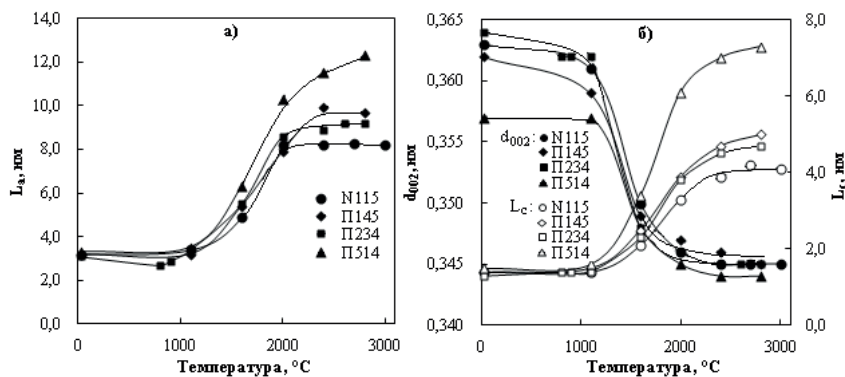 а)
14,0
12,0
10,0
8,0
6,0
4,0
2,0
0,0
Lа, нм
0
1000
2000
3000
Температура, °C
N115
П145
П234
П514
б)
0,365
0,360
0,355
0,350
0,345
0,340
d002, нм
8,0
6,0
4,0
2,0
0,0
Lс, нм
0
1000
2000
3000
Температура, °C
d002: N115
П145
П234
П514
LС: N115
П145
П234
П514